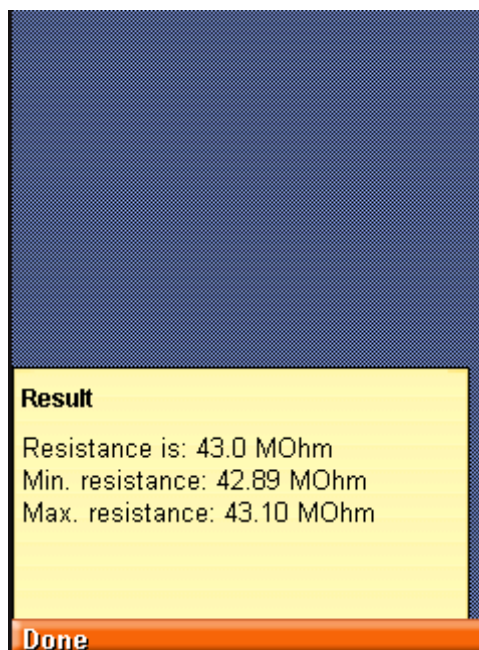 Result
Resistance is: 43.0 MOhm
Min. resistance: 42.89 MOhm
Max. resistance: 43.10 MOhm
Done